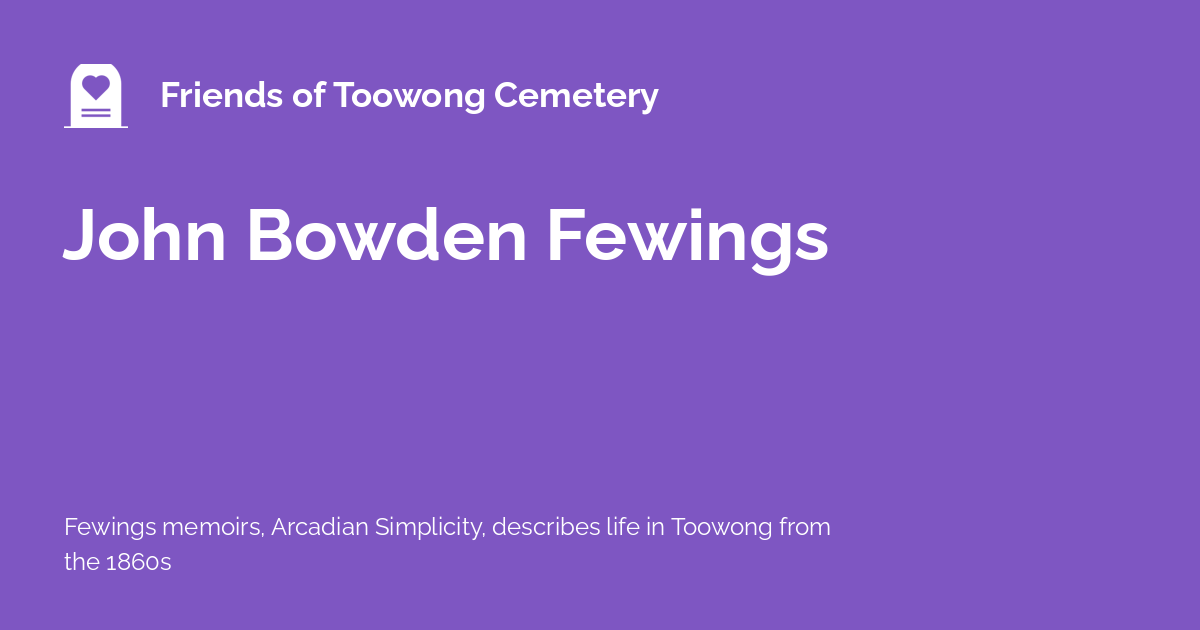 Friends of Toowong Cemetery
John Bowden Fewings
Fewings memoirs, Arcadian Simplicity, describes life in Toowong from
the 1860s